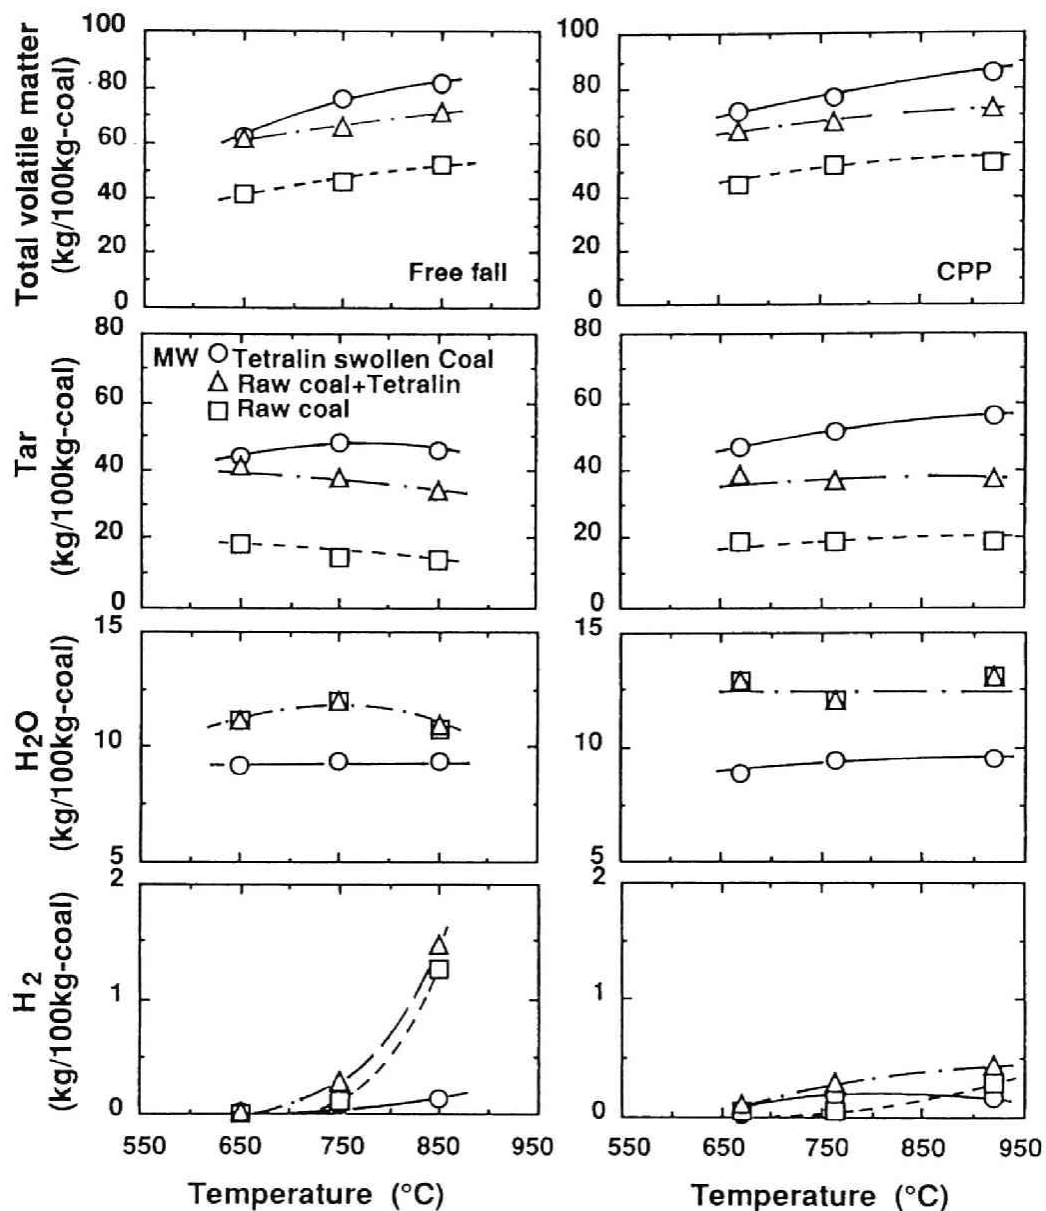 Total volatile matter
(kg/100kg-coal)
100
80
60
40
20
0
Free fall
100
80
60
40
20
0
CPP
Tar
(kg/100kg-coal)
80
60
40
20
0
MW Tetralin swollen Coal
Raw coal+Tetralin
Raw coal
80
60
40
20
0
H2O
(kg/100kg-coal)
15
10
5
15
10
5
H2
(kg/100kg-coal)
2
1
0
2
1
0
550 650 750 850 950
550 650 750 850 950
Temperature (°C)
Temperature (°C)